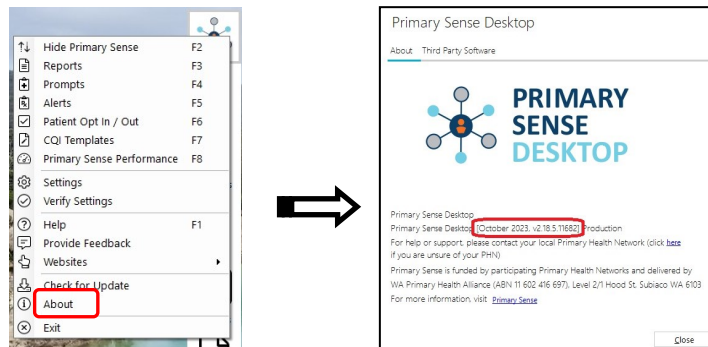 Hide Primary Sense F2
Reports F3
Prompts F4
Alerts F5
Patient Opt In / Out F6
CQI Templates F7
Primary Sense Performance F8
Settings
Verify Settings
Help F1
Provide Feedback
Websites
Check for Update
About
Exit
Primary Sense Desktop
About Third Party Software
PRIMARY
SENSE
DESKTOP
Primary Sense Desktop
Primary Sense Desktop [October 2023, v2.18.5.11682] Production
For help or support, please contact your local Primary Health Network (click here
if you are unsure of your PHN)
Primary Sense is funded by participating Primary Health Networks and delivered by
WA Primary Health Alliance (ABN 11 602 416 697), Level 2/1 Hood St. Subiaco WA 6103
For more information, visit Primary Sense
Close